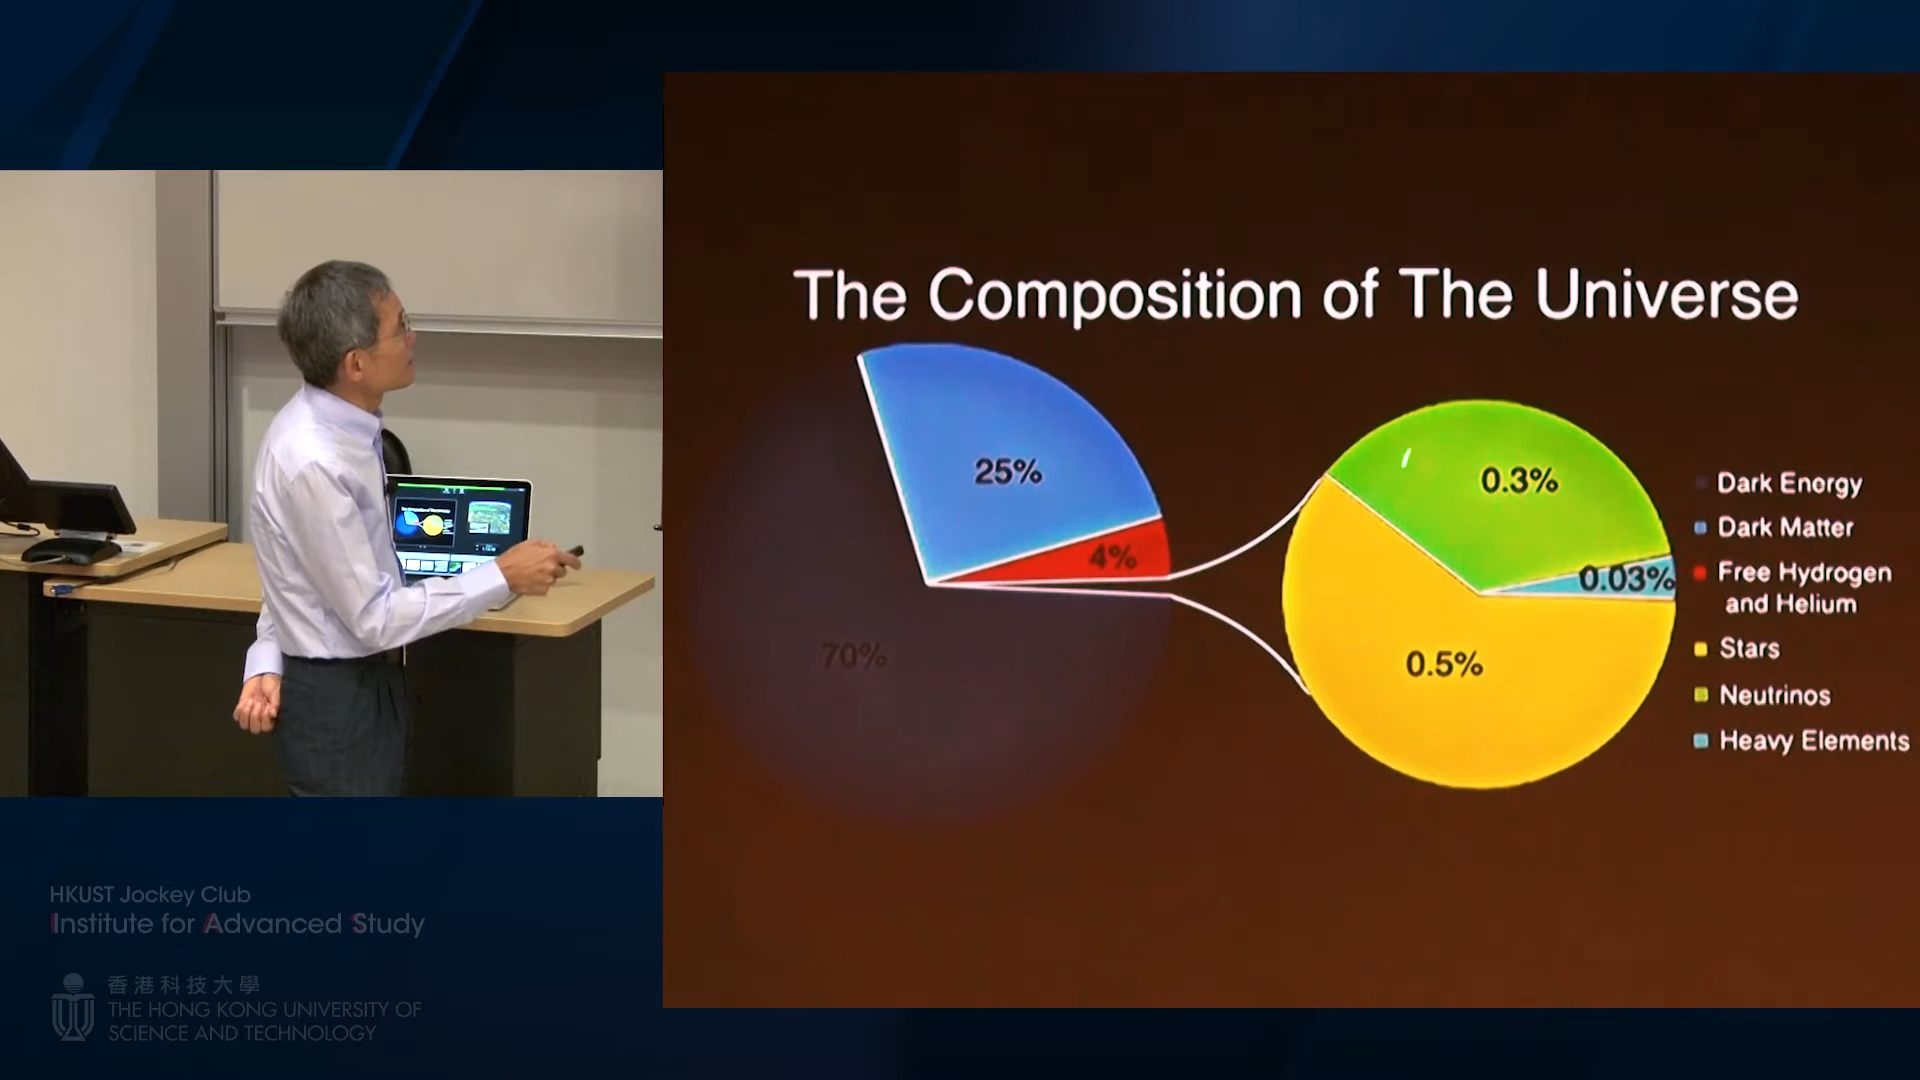 The Composition of The Universe
25%
4%
70%
0.3%
0.03%
0.5%
Dark Energy
Dark Matter
Free Hydrogen
and Helium
Stars
Neutrinos
Heavy Elements
HKUST Jockey Club
Institute for Advanced Study
香港科技大學
THE HONG KONG UNIVERSITY OF
SCIENCE AND TECHNOLOGY